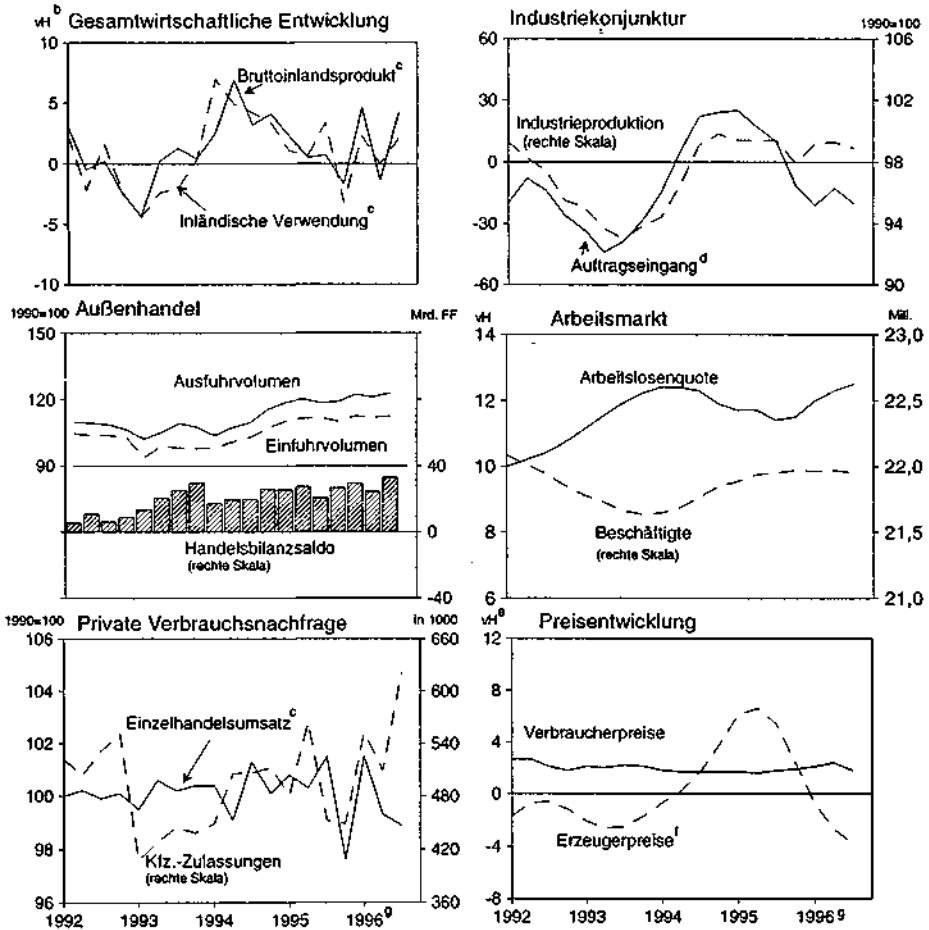 vH b Gesamtwirtschaftliche Entwicklung
10
5
0
-5
-10
Bruttoinlandsprodukt c
Inländische Verwendung c
Industriekonjunktur 1990=100
60
30
0
-30
-60
106
102
98
94
90
Industrieproduktion
(rechte Skala)
Auftragseingang d
1990=100 Außenhandel Mrd. FF
150
120
90
40
0
-40
Ausfuhrvolumen
Einfuhrvolumen
Handelsbilanzsaldo
(rechte Skala)
vH Arbeitsmarkt Mill.
14
12
10
8
6
23,0
22,5
22,0
21,5
21,0
Arbeitslosenquote
Beschäftigte
(rechte Skala)
1990=100 Private Verbrauchsnachfrage in 1000
106
104
102
100
98
96
660
600
540
480
420
360
Einzelhandelsumsatz c
Kfz.-Zulassungen
(rechte Skala)
1992 1993 1994 1995 1996 g
vH e Preisentwicklung
12
8
4
0
-4
-8
Verbraucherpreise
Erzeugerpreise f
1992 1993 1994 1995 1996 g